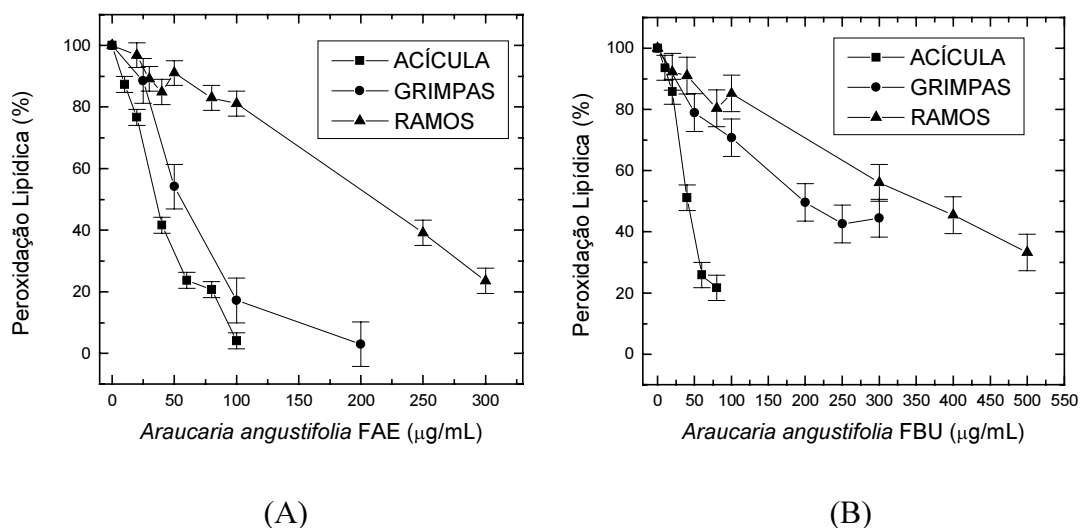 ACÍCULA
GRIMPAS
RAMOS
Peroxidação Lipídica (%)
100
80
60
40
20
0
0 50 100 150 200 250 300
Araucaria angustifolia FAE (μg/mL)
(A)
ACÍCULA
GRIMPAS
RAMOS
Peroxidação Lipídica (%)
100
80
60
40
20
0
0 50 100 150 200 250 300 350 400 450 500 550
Araucaria angustifolia FBU (μg/mL)
(B)